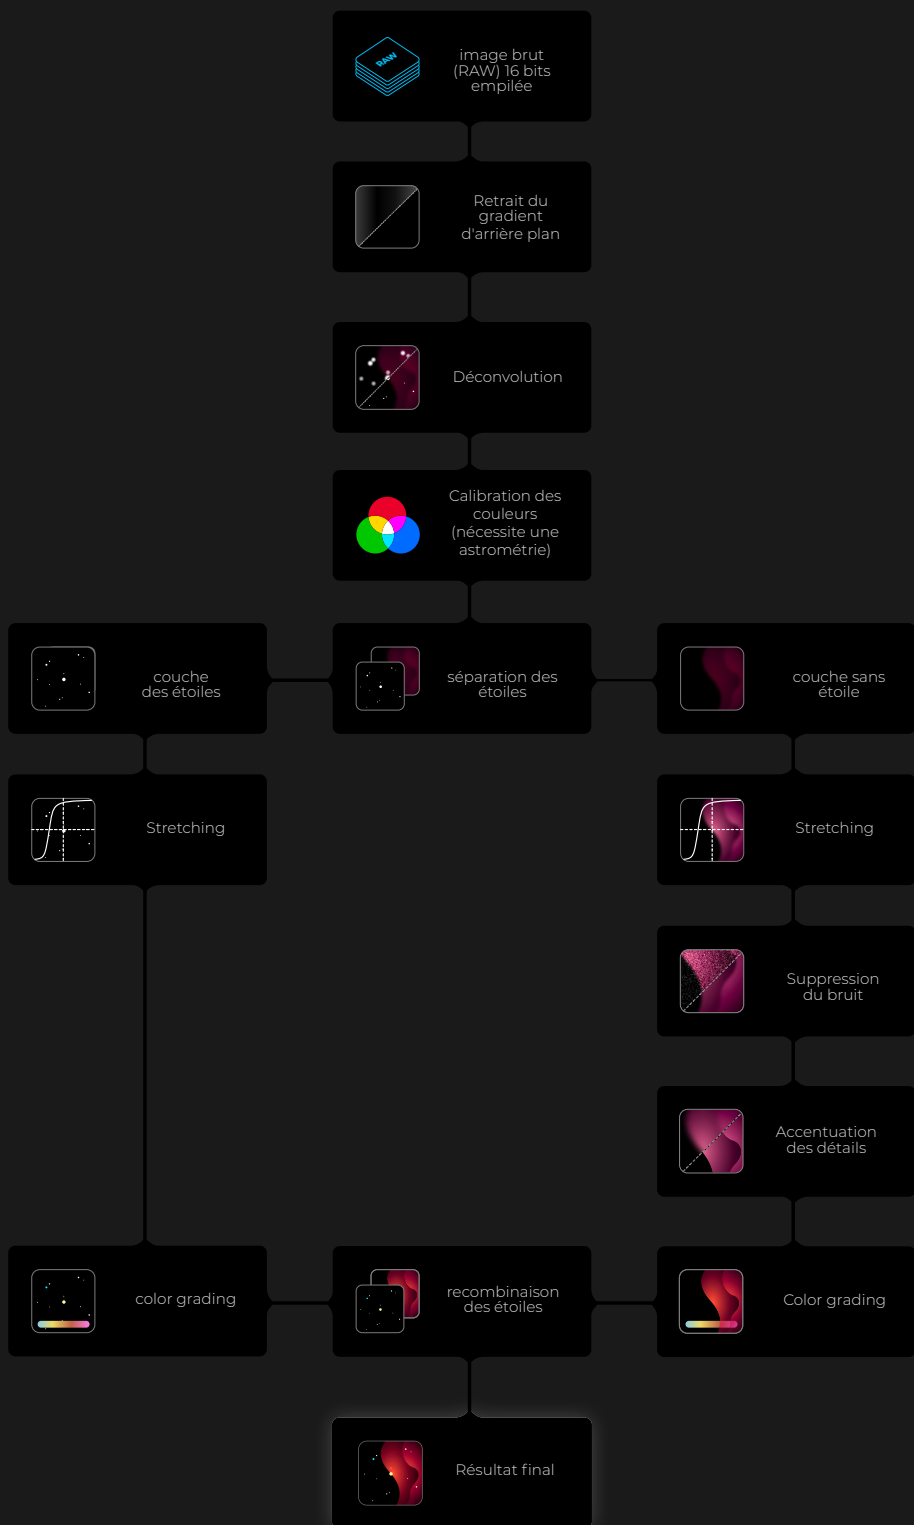 RAW
image brut
(RAW) 16 bits
empilée
Retrait du
gradient
d'arrière plan
Déconvolution
Calibration des
couleurs
(nécessite une
astrométrie)
couche
des étoiles
séparation des
étoiles
couche sans
étoile
Stretching
Stretching
Suppression
du bruit
Accentuation
des détails
color grading
recombinaison
des étoiles
Color grading
Résultat final